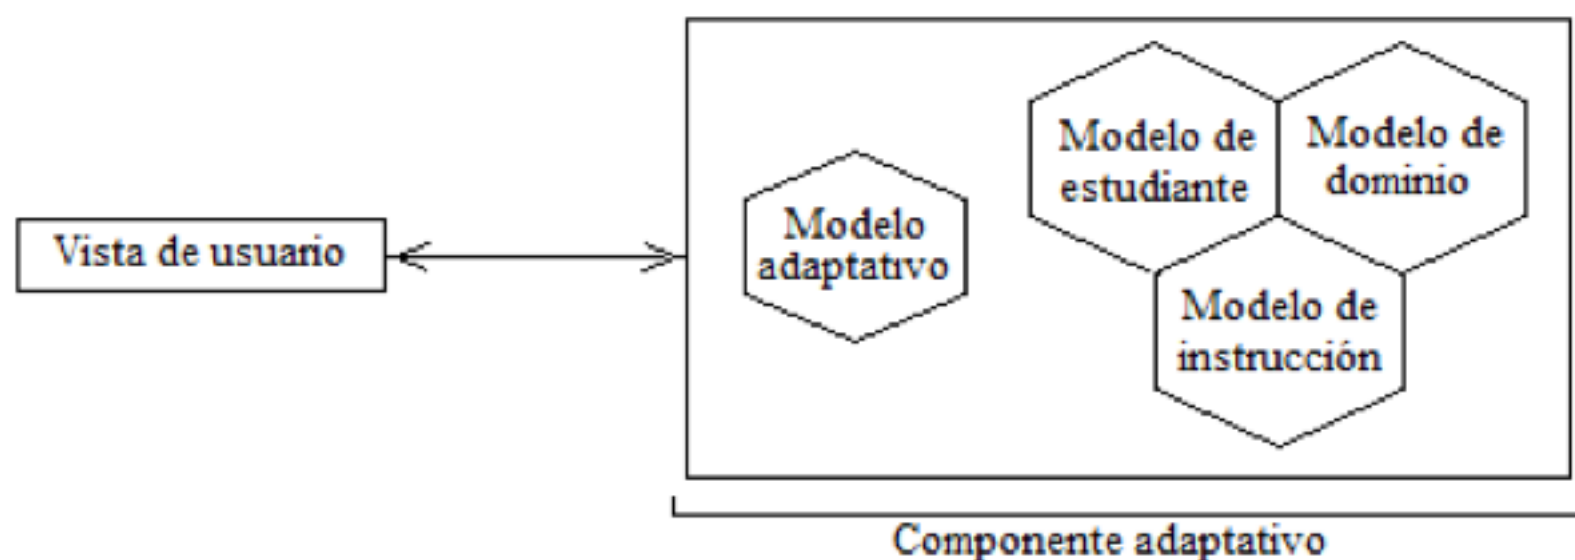 Vista de usuario
Modelo
adaptativo
Modelo de
estudiante
Modelo de
dominio
Modelo de
instrucción
Componente adaptativo